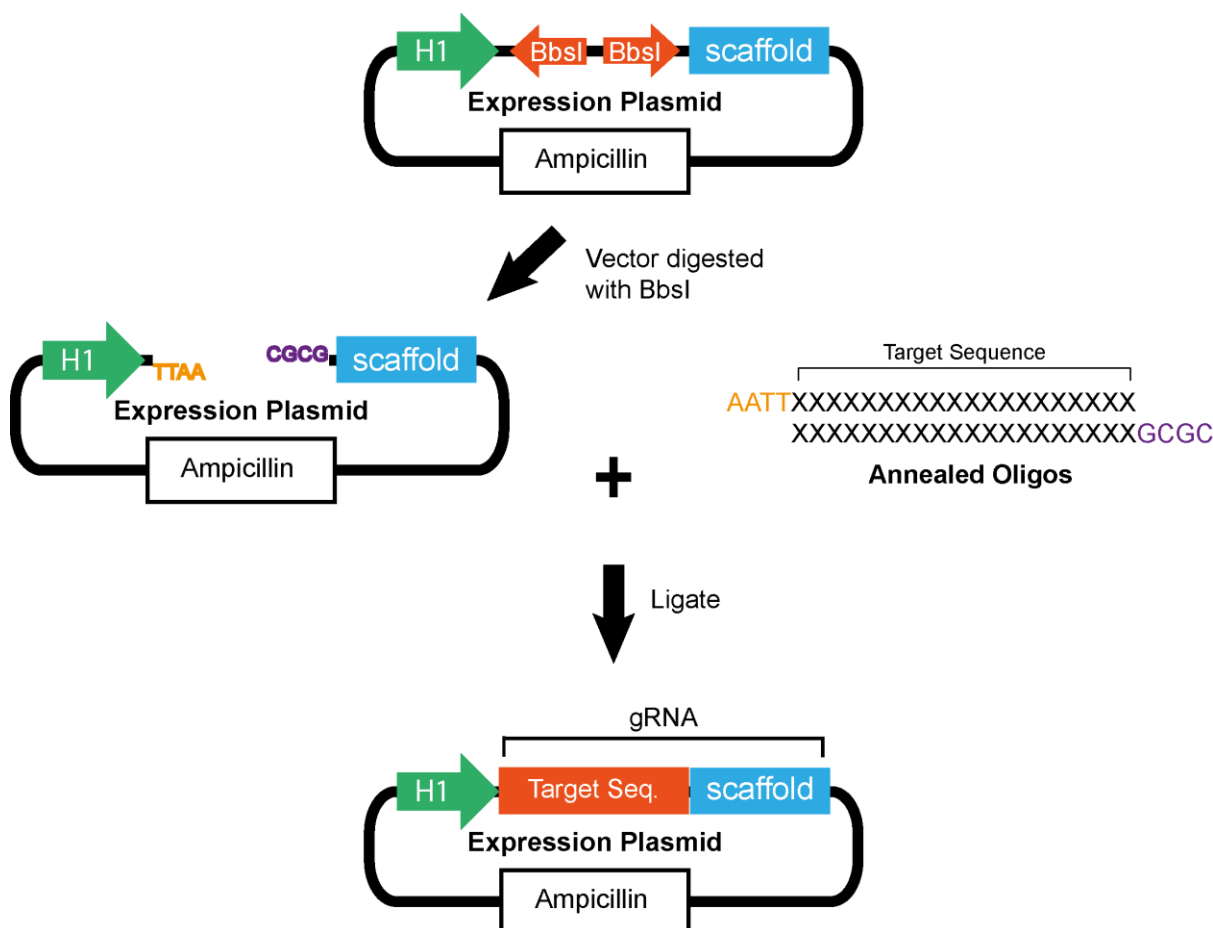 H1
BbsI
BbsI
scaffold
Expression Plasmid
Ampicillin
Vector digested
with BbsI
H1
TTAA
CGCG
scaffold
Expression Plasmid
Ampicillin
+
Target Sequence
AATTXXXXXXXXXXXXXXXXXXXX
XXXXXXXXXXXXXXXXXXXXGCGC
Annealed Oligos
Ligate
gRNA
H1
Target Seq.
scaffold
Expression Plasmid
Ampicillin